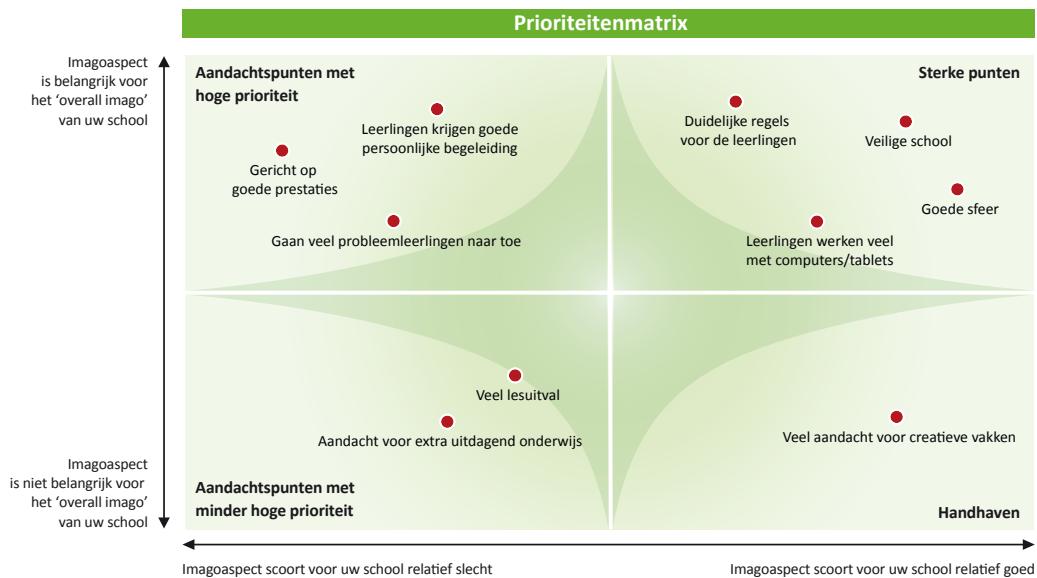 Prioriteitenmatrix
Imagoaspect
is belangrijk voor
het ‘overall imago’
van uw school
Aandachtspunten met
hoge prioriteit
Leerlingen krijgen goede
persoonlijke begeleiding
Gericht op
goede prestaties
Gaan veel probleemleerlingen naar toe
Sterke punten
Duidelijke regels
voor de leerlingen
Veilige school
Goede sfeer
Leerlingen werken veel
met computers/tablets
Veel lesuitval
Aandacht voor extra uitdagend onderwijs
Aandachtspunten met
minder hoge prioriteit
Veel aandacht voor creatieve vakken
Handhaven
Imagoaspect
is niet belangrijk voor
het ‘overall imago’
van uw school
Imagoaspect scoort voor uw school relatief slecht
Imagoaspect scoort voor uw school relatief goed